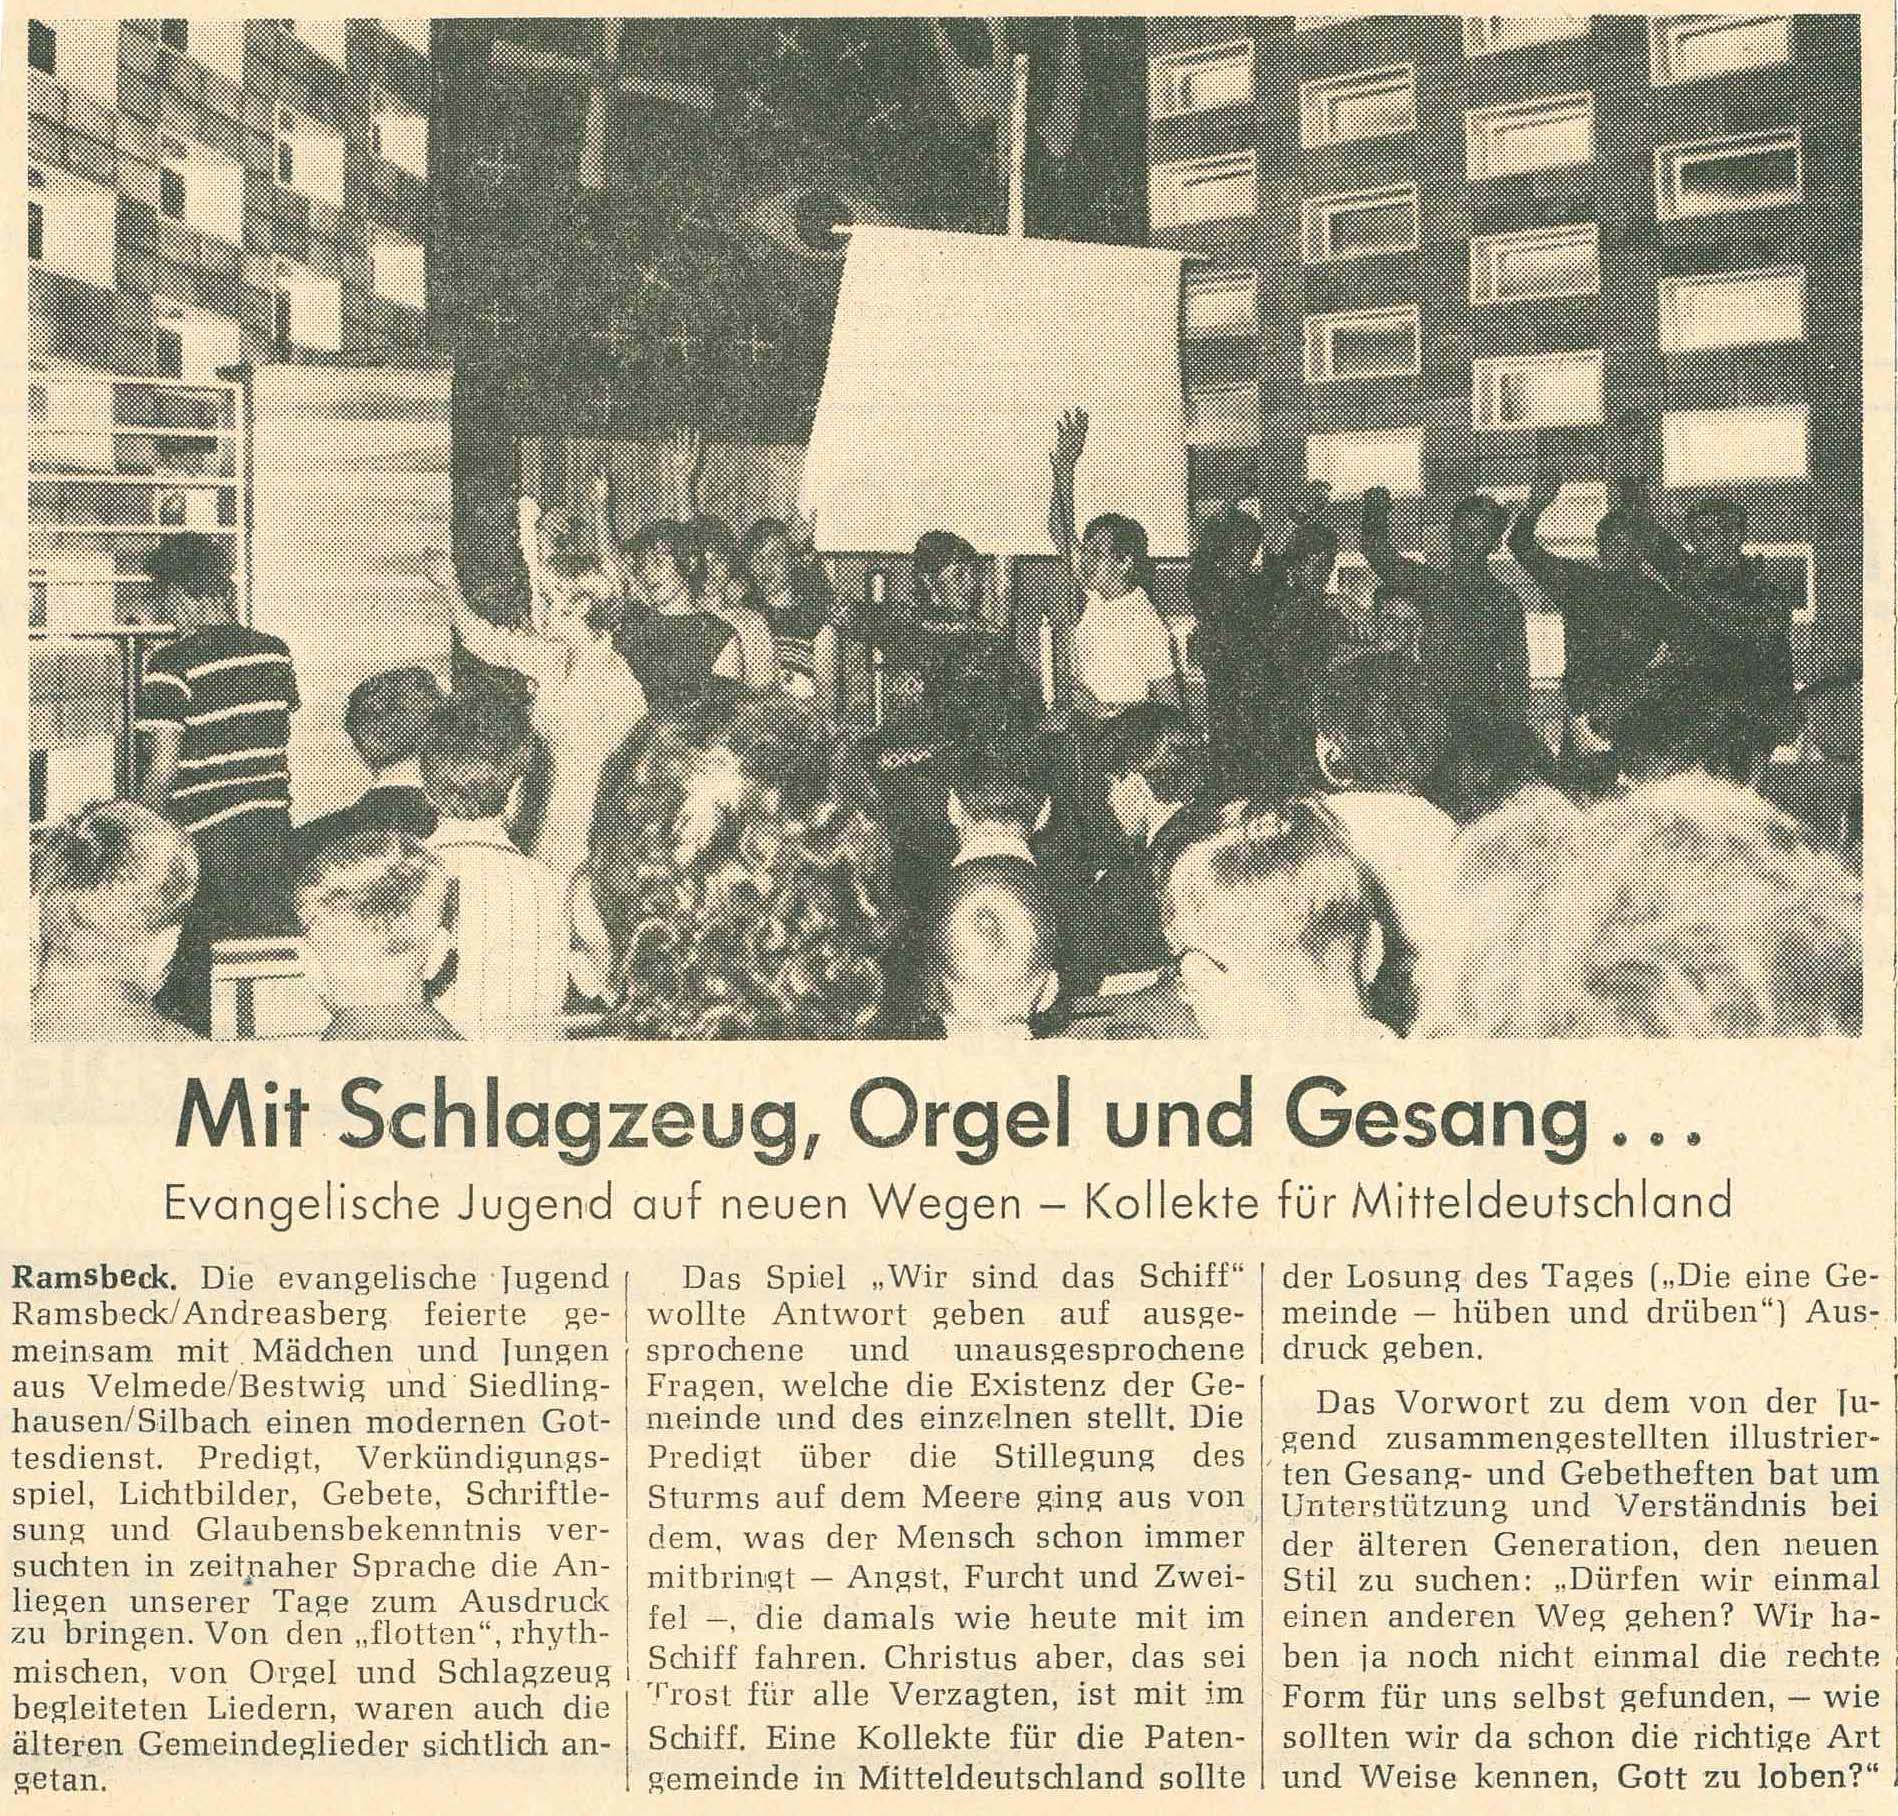 Mit Schlagzeug, Orgel und Gesang...
Evangelische Jugend auf neuen Wegen – Kollekte für Mitteldeutschland
Ramsbeck. Die evangelische Jugend
Ramsbeck/Andreasberg feierte ge-
meinsam mit Mädchen und Jungen
aus Velmede/Bestwig und Siedling-
hausen/Silbach einen modernen Got-
tesdienst. Predigt, Verkündigungs-
spiel, Lichtbilder, Gebete, Schriftle-
sung und Glaubensbekenntnis ver-
suchten in zeitnaher Sprache die An-
liegen unserer Tage zum Ausdruck
zu bringen. Von den „flotten“, rhyth-
mischen, von Orgel und Schlagzeug
begleiteten Liedern, waren auch die
älteren Gemeindeglieder sichtlich an-
getan.
Das Spiel „Wir sind das Schiff“
wollte Antwort geben auf ausge-
sprochene und unausgesprochene
Fragen, welche die Existenz der Ge-
meinde und des einzelnen stellt. Die
Predigt über die Stillegung des
Sturms auf dem Meere ging aus von
dem, was der Mensch schon immer
mitbringt – Angst, Furcht und Zwei-
fel –, die damals wie heute mit im
Schiff fahren. Christus aber, das sei
Trost für alle Verzagten, ist mit im
Schiff. Eine Kollekte für die Paten-
gemeinde in Mitteldeutschland sollte
der Losung des Tages („Die eine Ge-
meinde – hüben und drüben“) Aus-
druck geben.
Das Vorwort zu dem von der Ju-
gend zusammengestellten illustrier-
ten Gesang- und Gebetheften bat um
Unterstützung und Verständnis bei
der älteren Generation, den neuen
Stil zu suchen: „Dürfen wir einmal
einen anderen Weg gehen? Wir ha-
ben ja noch nicht einmal die rechte
Form für uns selbst gefunden, – wie
sollten wir da schon die richtige Art
und Weise kennen, Gott zu loben?“